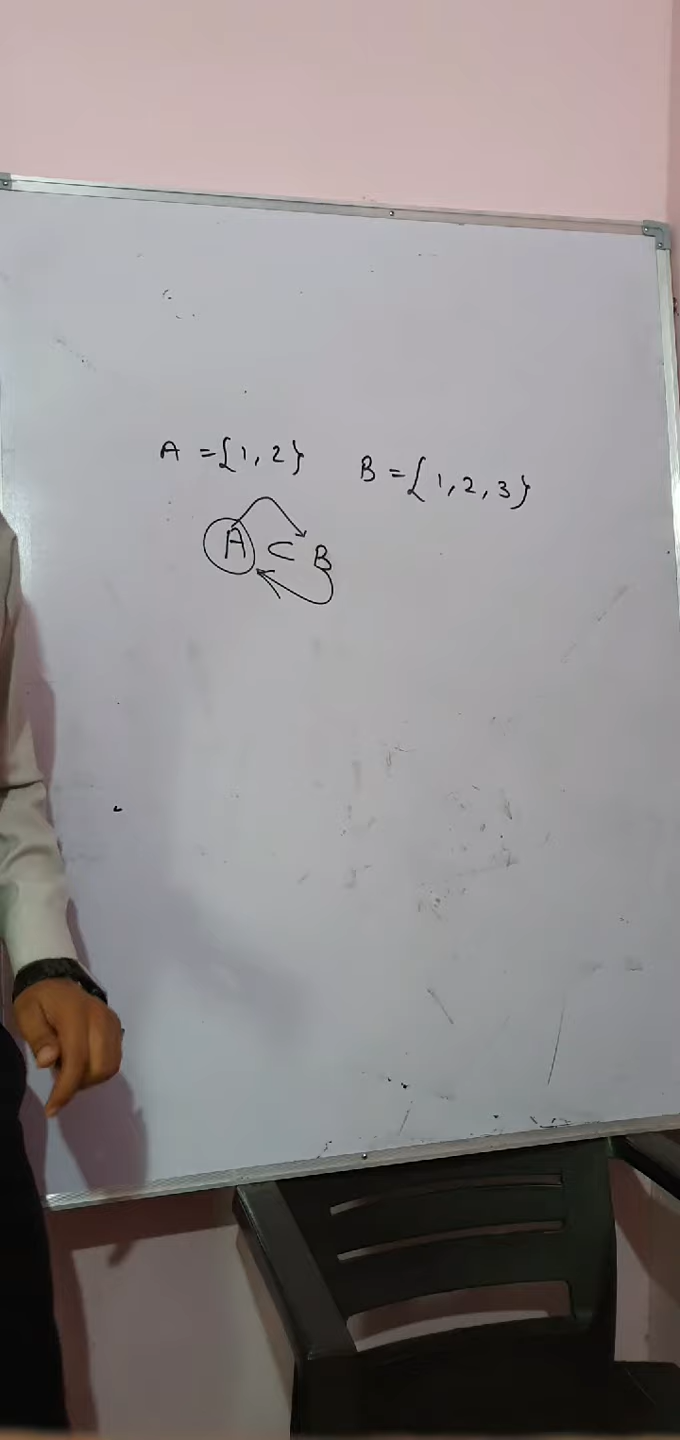 A = {1, 2} B = {1, 2, 3}
A ⊂ B